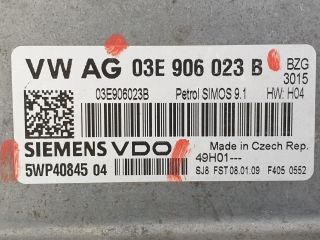 VW AG 03E 906 023 B BZG
3015
03E906023B Petrol SIMOS 9.1 HW: H04
SIEMENS VDO Made in Czech Rep.
49H01---
5WP40845 04 SJ8 FST 08.01.09 F405 0552